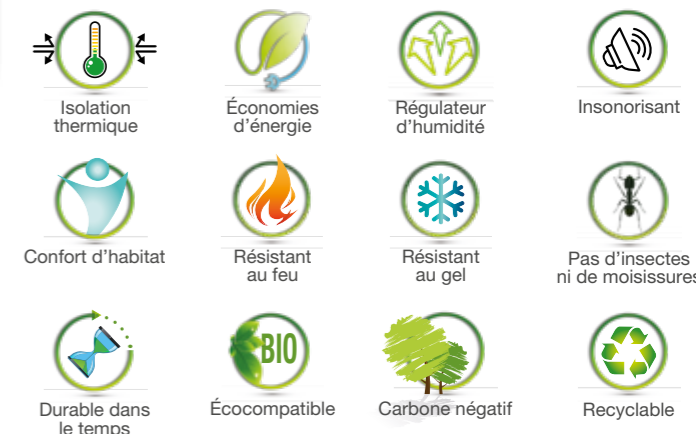 Isolation
thermique
Économies
d'énergie
Régulateur
d'humidité
Insonorisant
Confort d'habitat
Résistant
au feu
Résistant
au gel
Pas d'insectes
ni de moisissures
Durable dans
le temps
BIO
Écocompatible
Carbone négatif
Recyclable